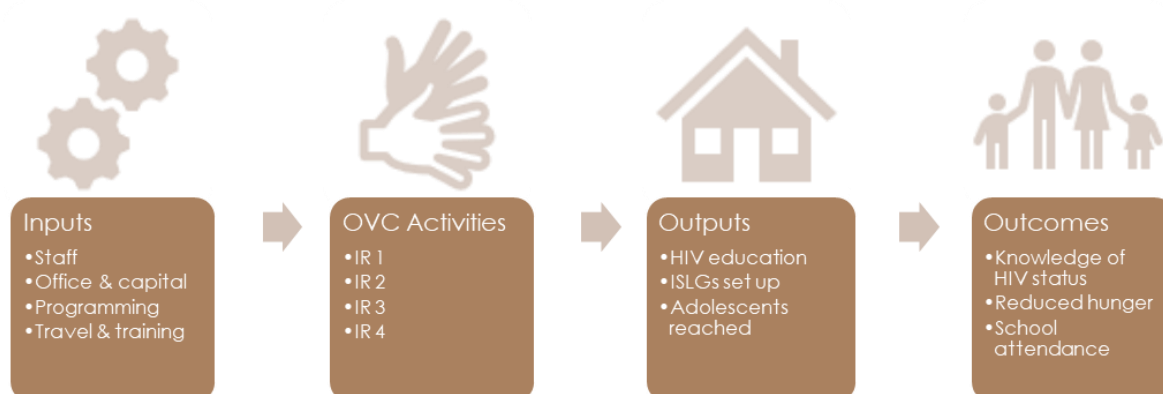 Inputs
•Staff
•Office & capital
•Programming
•Travel & training
OVC Activities
•IR 1
•IR 2
•IR 3
•IR 4
Outputs
•HIV education
•ISLGs set up
•Adolescents
reached
Outcomes
•Knowledge of
HIV status
•Reduced hunger
•School
attendance